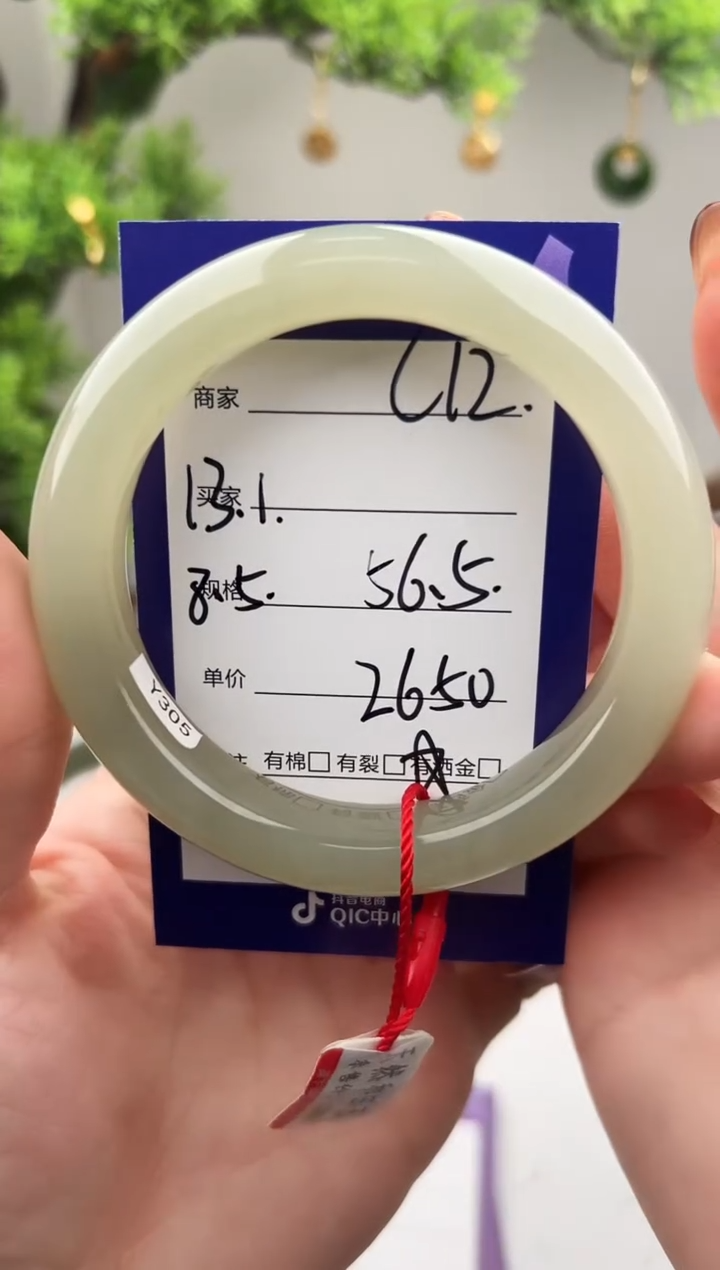 商家 C12.
买家 13.1.
规格 8.5. 56.5.
单价 2650
注 有棉□ 有裂□ 有洒金□
Y305
抖音电商
QIC中心